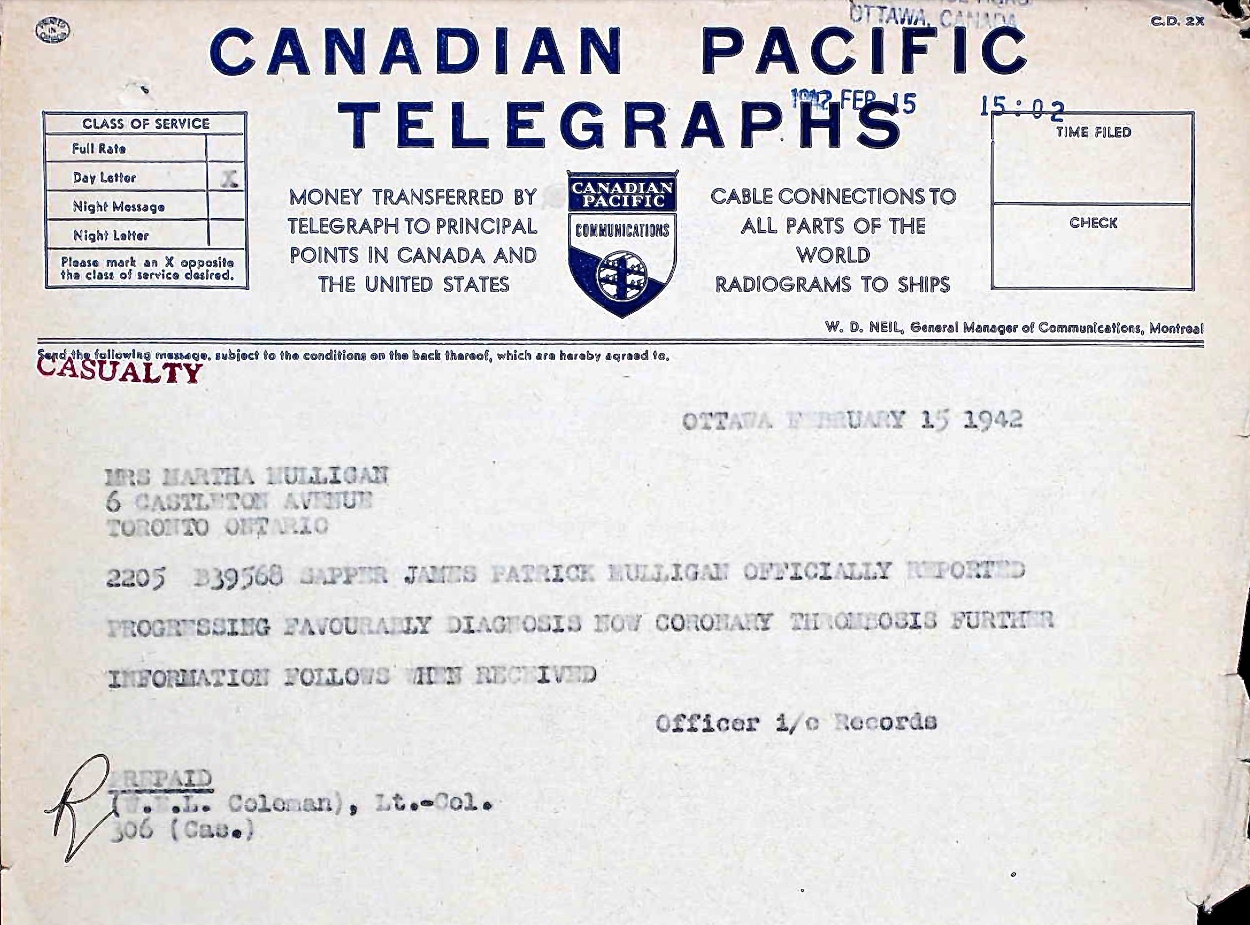 OTTAWA, CANADA
C.D. 2X
PRINTED IN CANADA
CANADIAN PACIFIC
TELEGRAPHS
1942 FEB 15 15:02
CLASS OF SERVICE
Full Rate
Day Letter X
Night Message
Night Letter
Please mark an X opposite
the class of service desired.
MONEY TRANSFERRED BY
TELEGRAPH TO PRINCIPAL
POINTS IN CANADA AND
THE UNITED STATES
CANADIAN
PACIFIC
COMMUNICATIONS
CABLE CONNECTIONS TO
ALL PARTS OF THE
WORLD
RADIOGRAMS TO SHIPS
TIME FILED
CHECK
W. D. NEIL, General Manager of Communications, Montreal
Send the following message, subject to the conditions on the back thereof, which are hereby agreed to.
CASUALTY
OTTAWA FEBRUARY 15 1942
MRS MARTHA MULLIGAN
6 CASTLETON AVENUE
TORONTO ONTARIO
2205 B39568 SAPPER JAMES PATRICK MULLIGAN OFFICIALLY REPORTED
PROGRESSING FAVOURABLY DIAGNOSIS NOW CORONARY THROMBOSIS FURTHER
INFORMATION FOLLOWS WHEN RECEIVED
Officer i/c Records
PREPAID
Coleman), Lt.-Col.
306 (Cas.)